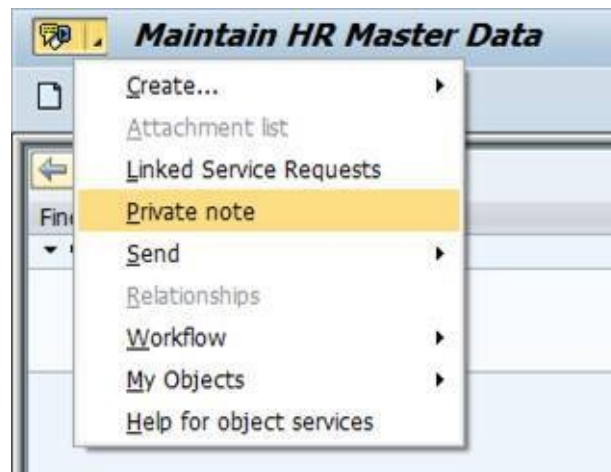 Maintain HR Master Data
Create...
Attachment list
Linked Service Requests
Private note
Fin
Send
Relationships
Workflow
My Objects
Help for object services